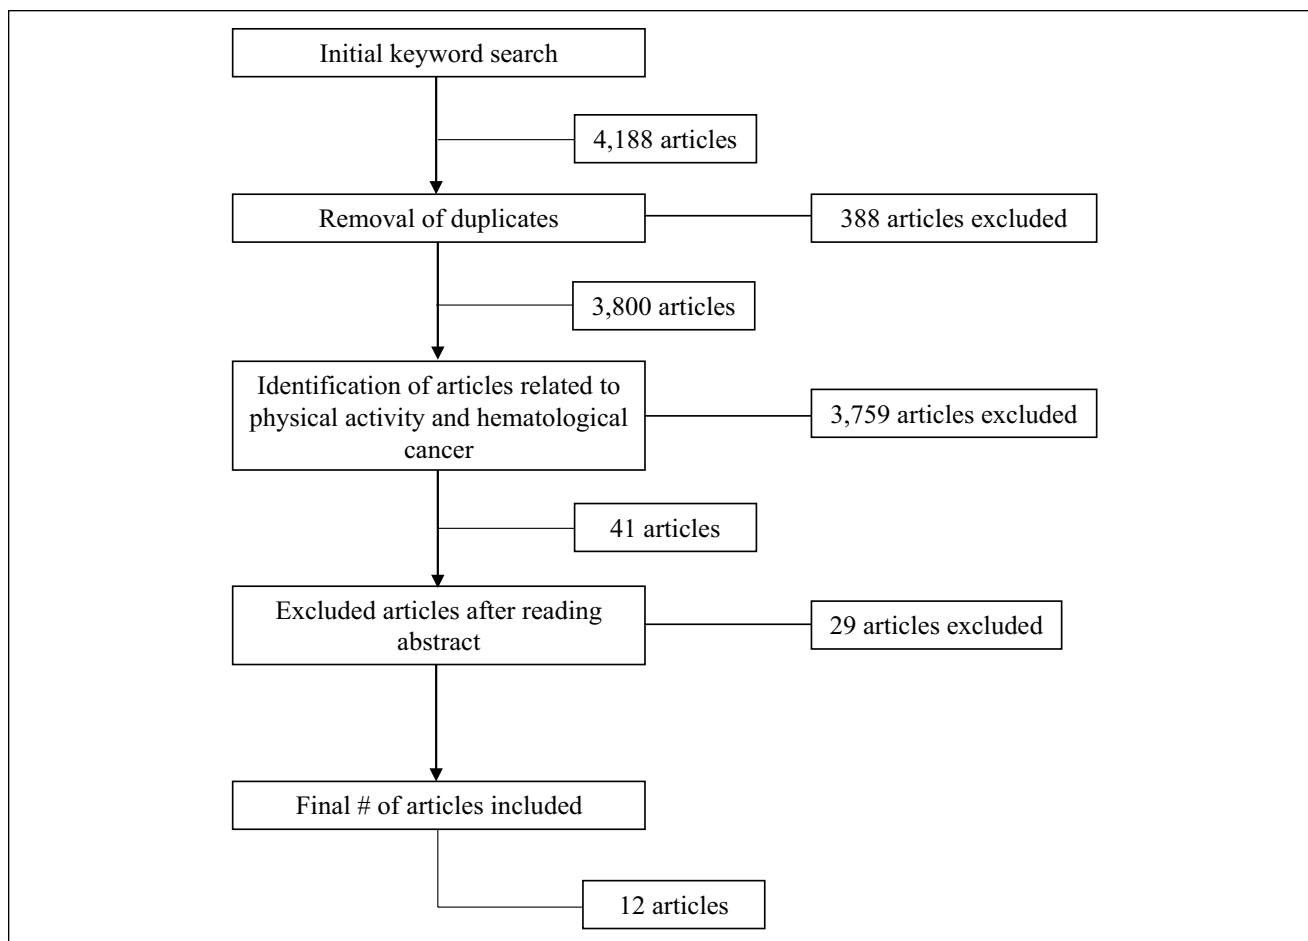 Initial keyword search
4,188 articles
Removal of duplicates
388 articles excluded
3,800 articles
Identification of articles related to
physical activity and hematological
cancer
3,759 articles excluded
41 articles
Excluded articles after reading
abstract
29 articles excluded
Final # of articles included
12 articles